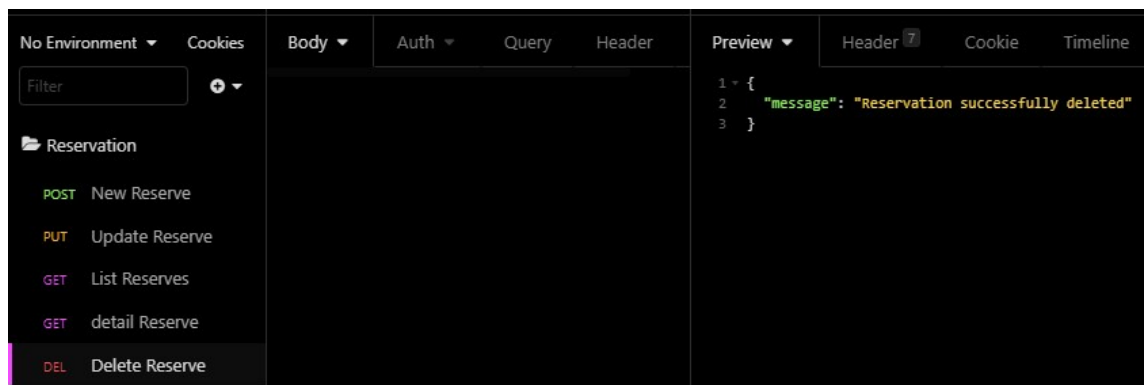 No Environment Cookies
Filter
Reservation
POST New Reserve
PUT Update Reserve
GET List Reserves
GET detail Reserve
DEL Delete Reserve
Body Auth Query Header
Preview Header 7 Cookie Timeline
1 {
2 "message": "Reservation successfully deleted"
3 }